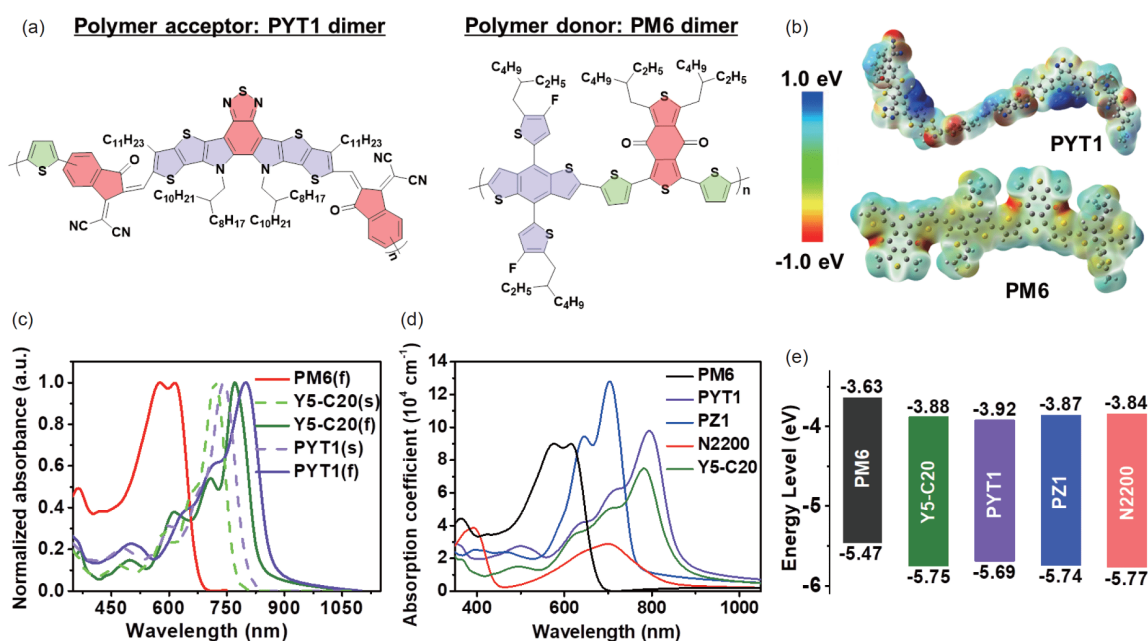 (a)
Polymer acceptor: PYT1 dimer
Polymer donor: PM6 dimer
N
S
N
C11H23
C11H23
S
S
S
S
S
N
N
O
O
CN
CN
NC
CN
C10H21
C8H17
C8H17
C10H21
n
C4H9
C2H5
C2H5
C4H9
C4H9
C2H5
F
S
S
O
O
S
S
S
S
S
S
F
C2H5
C4H9
n
(b)
1.0 eV
-1.0 eV
PYT1
PM6
(c)
Normalized absorbance (a.u.)
1.0
0.8
0.6
0.4
0.2
0.0
450 600 750 900 1050
Wavelength (nm)
PM6(f)
Y5-C20(s)
Y5-C20(f)
PYT1(s)
PYT1(f)
(d)
Absorption coefficient (10⁴ cm⁻¹)
14
12
10
8
6
4
2
0
400 600 800 1000
Wavelength (nm)
PM6
PYT1
PZ1
N2200
Y5-C20
(e)
Energy Level (eV)
-4
-5
-6
-3.63
PM6
-5.47
-3.88
Y5-C20
-5.75
-3.92
PYT1
-5.69
-3.87
PZ1
-5.74
-3.84
N2200
-5.77